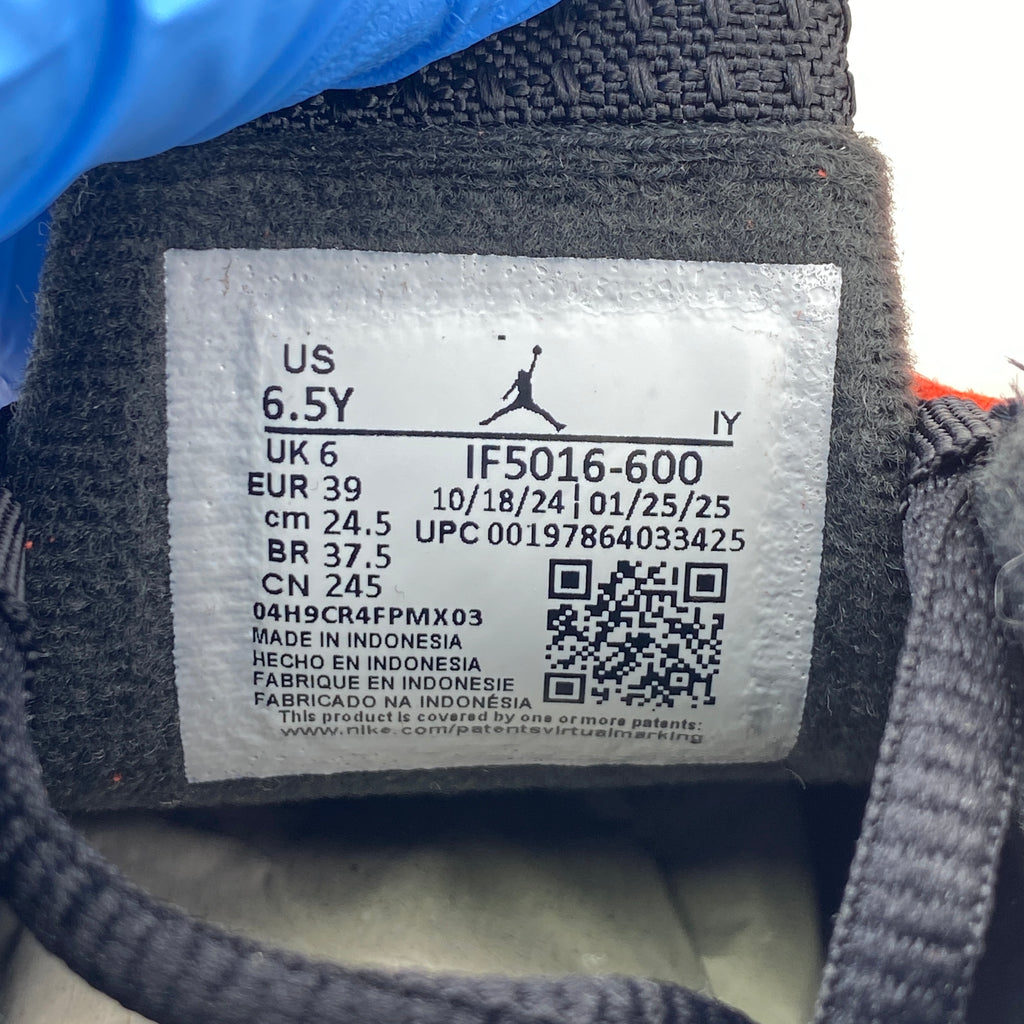 US
6.5Y
IY
UK 6
EUR 39
cm 24.5
BR 37.5
CN 245
IF5016-600
10/18/24 | 01/25/25
UPC 00197864033425
04H9CR4FPMX03
MADE IN INDONESIA
HECHO EN INDONESIA
FABRIQUE EN INDONESIE
FABRICADO NA INDONÉSIA
This product is covered by one or more patents:
www.nike.com/patentsvirtualmarking